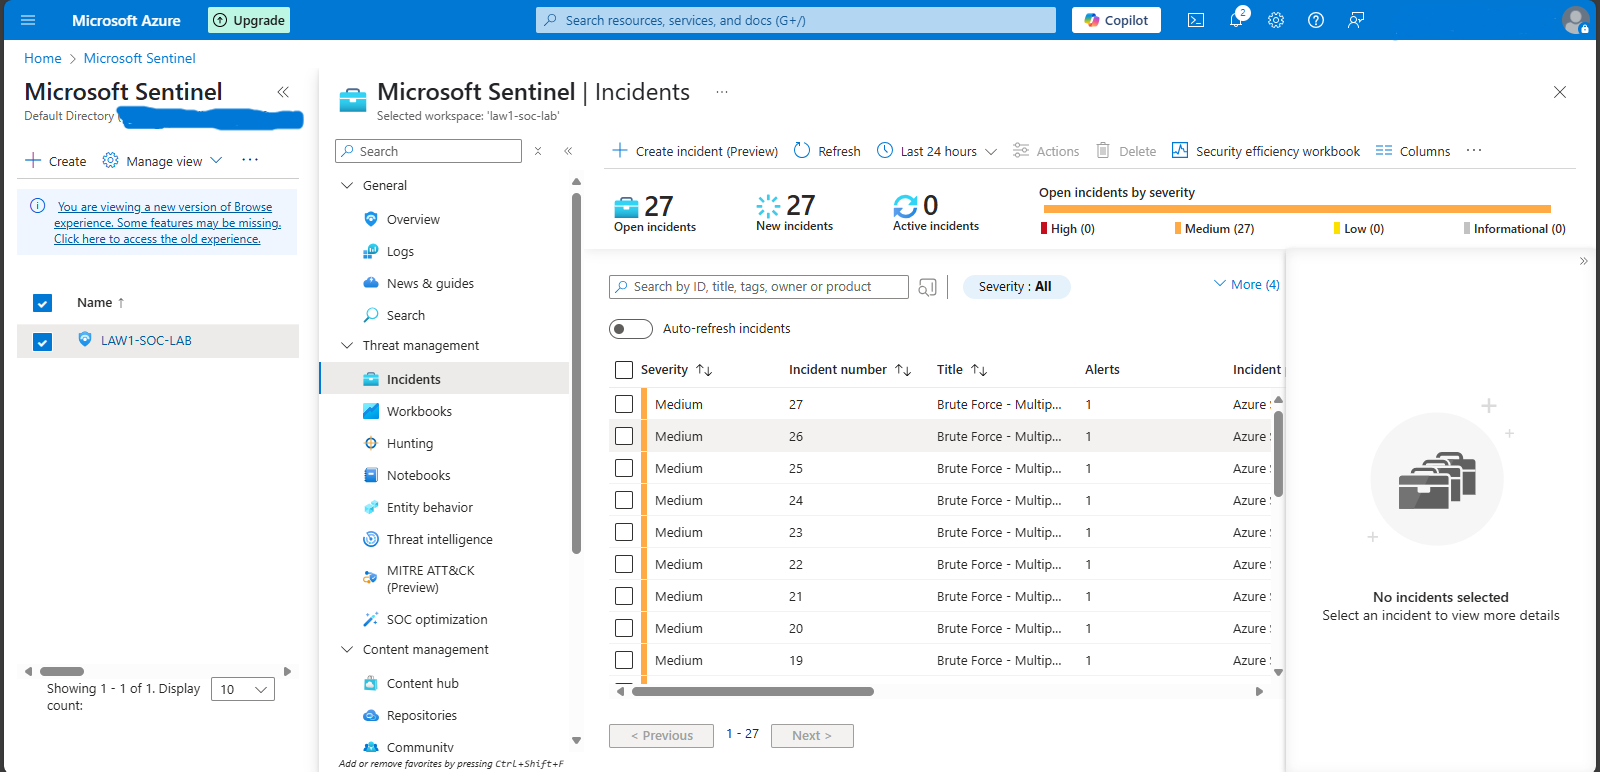 Microsoft Azure
Upgrade
Search resources, services, and docs (G+/)
Copilot
2
Home > Microsoft Sentinel
Microsoft Sentinel
Default Directory (
Create
Manage view
You are viewing a new version of Browse
experience. Some features may be missing.
Click here to access the old experience.
Name ↑
LAW1-SOC-LAB
Showing 1 - 1 of 1. Display
count:
10
Microsoft Sentinel | Incidents
Selected workspace: 'law1-soc-lab'
Search
General
Overview
Logs
News & guides
Search
Threat management
Incidents
Workbooks
Hunting
Notebooks
Entity behavior
Threat intelligence
MITRE ATT&CK
(Preview)
SOC optimization
Content management
Content hub
Repositories
Community
Add or remove favorites by pressing Ctrl+Shift+F
Create incident (Preview)
Refresh
Last 24 hours
Actions
Delete
Security efficiency workbook
Columns
27
Open incidents
27
New incidents
0
Active incidents
Open incidents by severity
High (0)
Medium (27)
Low (0)
Informational (0)
Search by ID, title, tags, owner or product
Severity : All
More (4)
Auto-refresh incidents
Severity ↑↓ Incident number ↑↓ Title ↑↓ Alerts Incident
Medium 27 Brute Force - Multip... 1 Azure
Medium 26 Brute Force - Multip... 1 Azure
Medium 25 Brute Force - Multip... 1 Azure
Medium 24 Brute Force - Multip... 1 Azure
Medium 23 Brute Force - Multip... 1 Azure
Medium 22 Brute Force - Multip... 1 Azure
Medium 21 Brute Force - Multip... 1 Azure
Medium 20 Brute Force - Multip... 1 Azure
Medium 19 Brute Force - Multip... 1 Azure
< Previous
1 - 27
Next >
No incidents selected
Select an incident to view more details